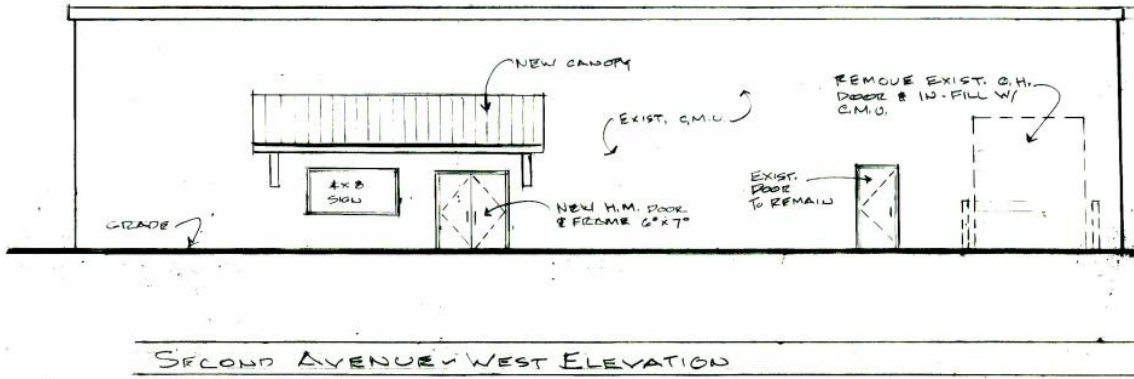 NEW CANOPY
REMOVE EXIST. O.H.
DOOR & IN-FILL W/
C.M.U.
EXIST. C.M.U.
4x8
SIGN
EXIST.
DOOR
TO REMAIN
NEW H.M. DOOR
& FRAME 6° x 7°
GRADE
SECOND AVENUE - WEST ELEVATION